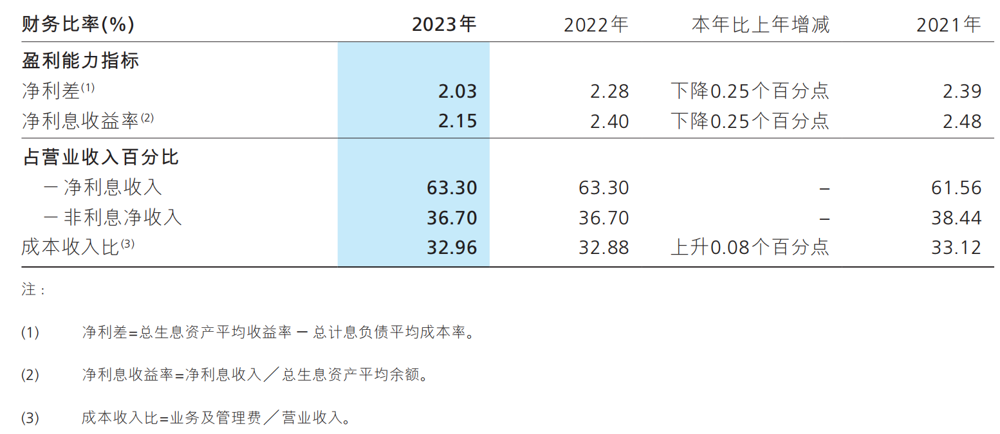 财务比率(%) 2023年 2022年 本年比上年增减 2021年
盈利能力指标
净利差(1) 2.03 2.28 下降0.25个百分点 2.39
净利息收益率(2) 2.15 2.40 下降0.25个百分点 2.48
占营业收入百分比
－净利息收入 63.30 63.30 – 61.56
－非利息净收入 36.70 36.70 – 38.44
成本收入比(3) 32.96 32.88 上升0.08个百分点 33.12
注：
(1) 净利差=总生息资产平均收益率－总计息负债平均成本率。
(2) 净利息收益率=净利息收入╱总生息资产平均余额。
(3) 成本收入比=业务及管理费╱营业收入。